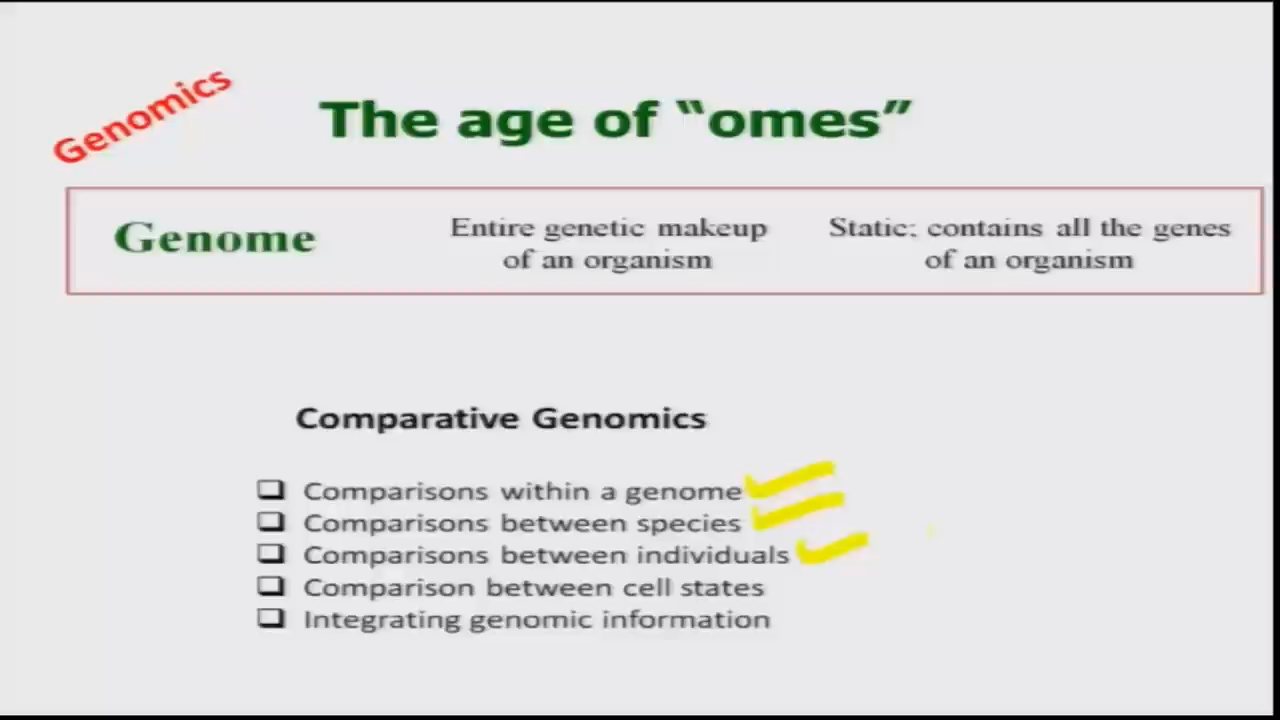 Genomics
The age of “omes”
Genome
Entire genetic makeup
of an organism
Static; contains all the genes
of an organism
Comparative Genomics
Comparisons within a genome
Comparisons between species
Comparisons between individuals
Comparison between cell states
Integrating genomic information